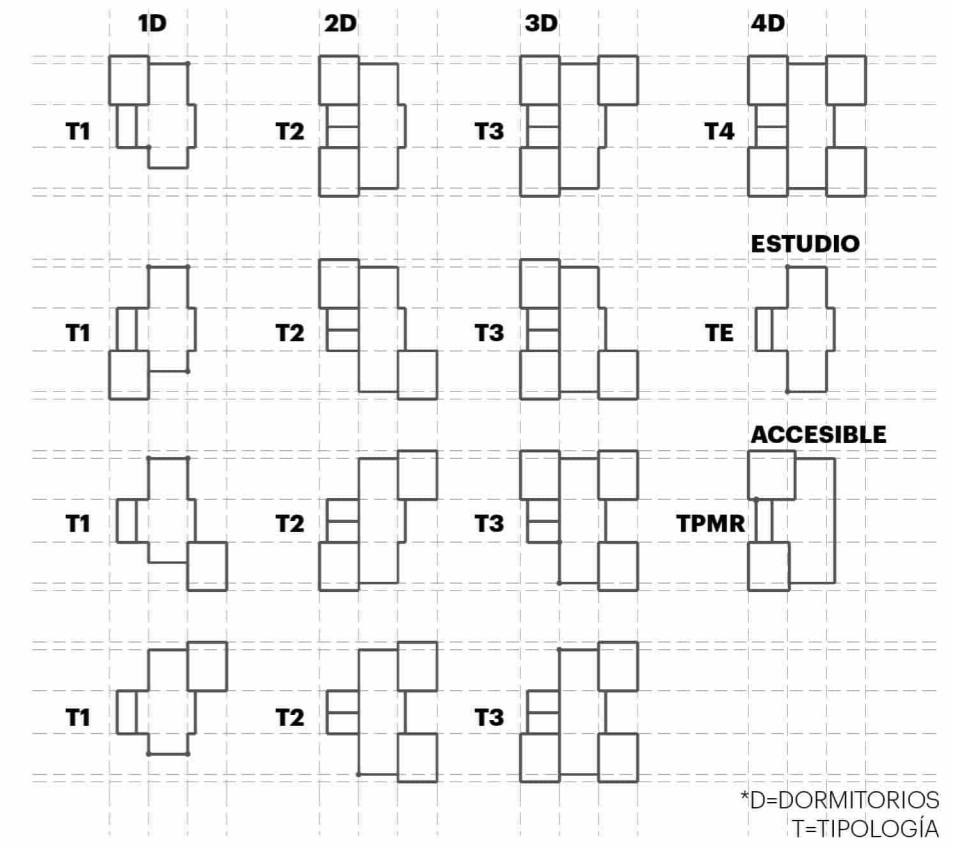 1D 2D 3D 4D
T1 T2 T3 T4
ESTUDIO
T1 T2 T3 TE
ACCESIBLE
T1 T2 T3 TPMR
T1 T2 T3
*D=DORMITORIOS
T=TIPOLOGÍA